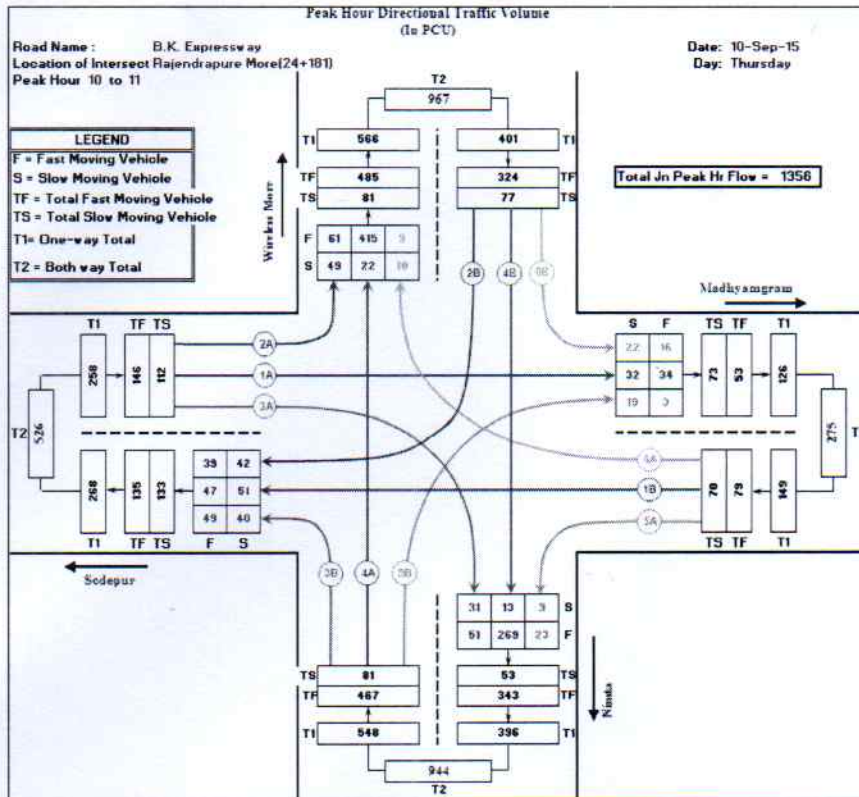 Peak Hour Directional Traffic Volume
(In PCU)
Road Name : B.K. Expressway
Date: 10-Sep-15
Location of Intersect Rajendrapure More(24+181)
Day: Thursday
Peak Hour 10 to 11
T2
967
LEGEND
F = Fast Moving Vehicle
S = Slow Moving Vehicle
TF = Total Fast Moving Vehicle
TS = Total Slow Moving Vehicle
T1= One-way Total
T2 = Both way Total
T1 566 401 T1
TF 485 324 TF
TS 81 77 TS
Total Jn Peak Hr Flow = 1356
Wireless More
F 61 415 9
S 49 22 10
2B 4B
Madhyamgram
T1 TF TS
S F TS TF T1
258 146 112
2A
1A
3A
22 16
32 34
19 3
73 53 126
T2 526
275 T
268 135 133
39 42
47 51
49 40
T1 TF TS F S
1B
5A
70 79 149
TS TF T1
Sodepur
3B 4A
31 13 9 S
51 269 23 F
Nimta
TS 81 53 TS
TF 467 343 TF
T1 548 396 T1
944
T2